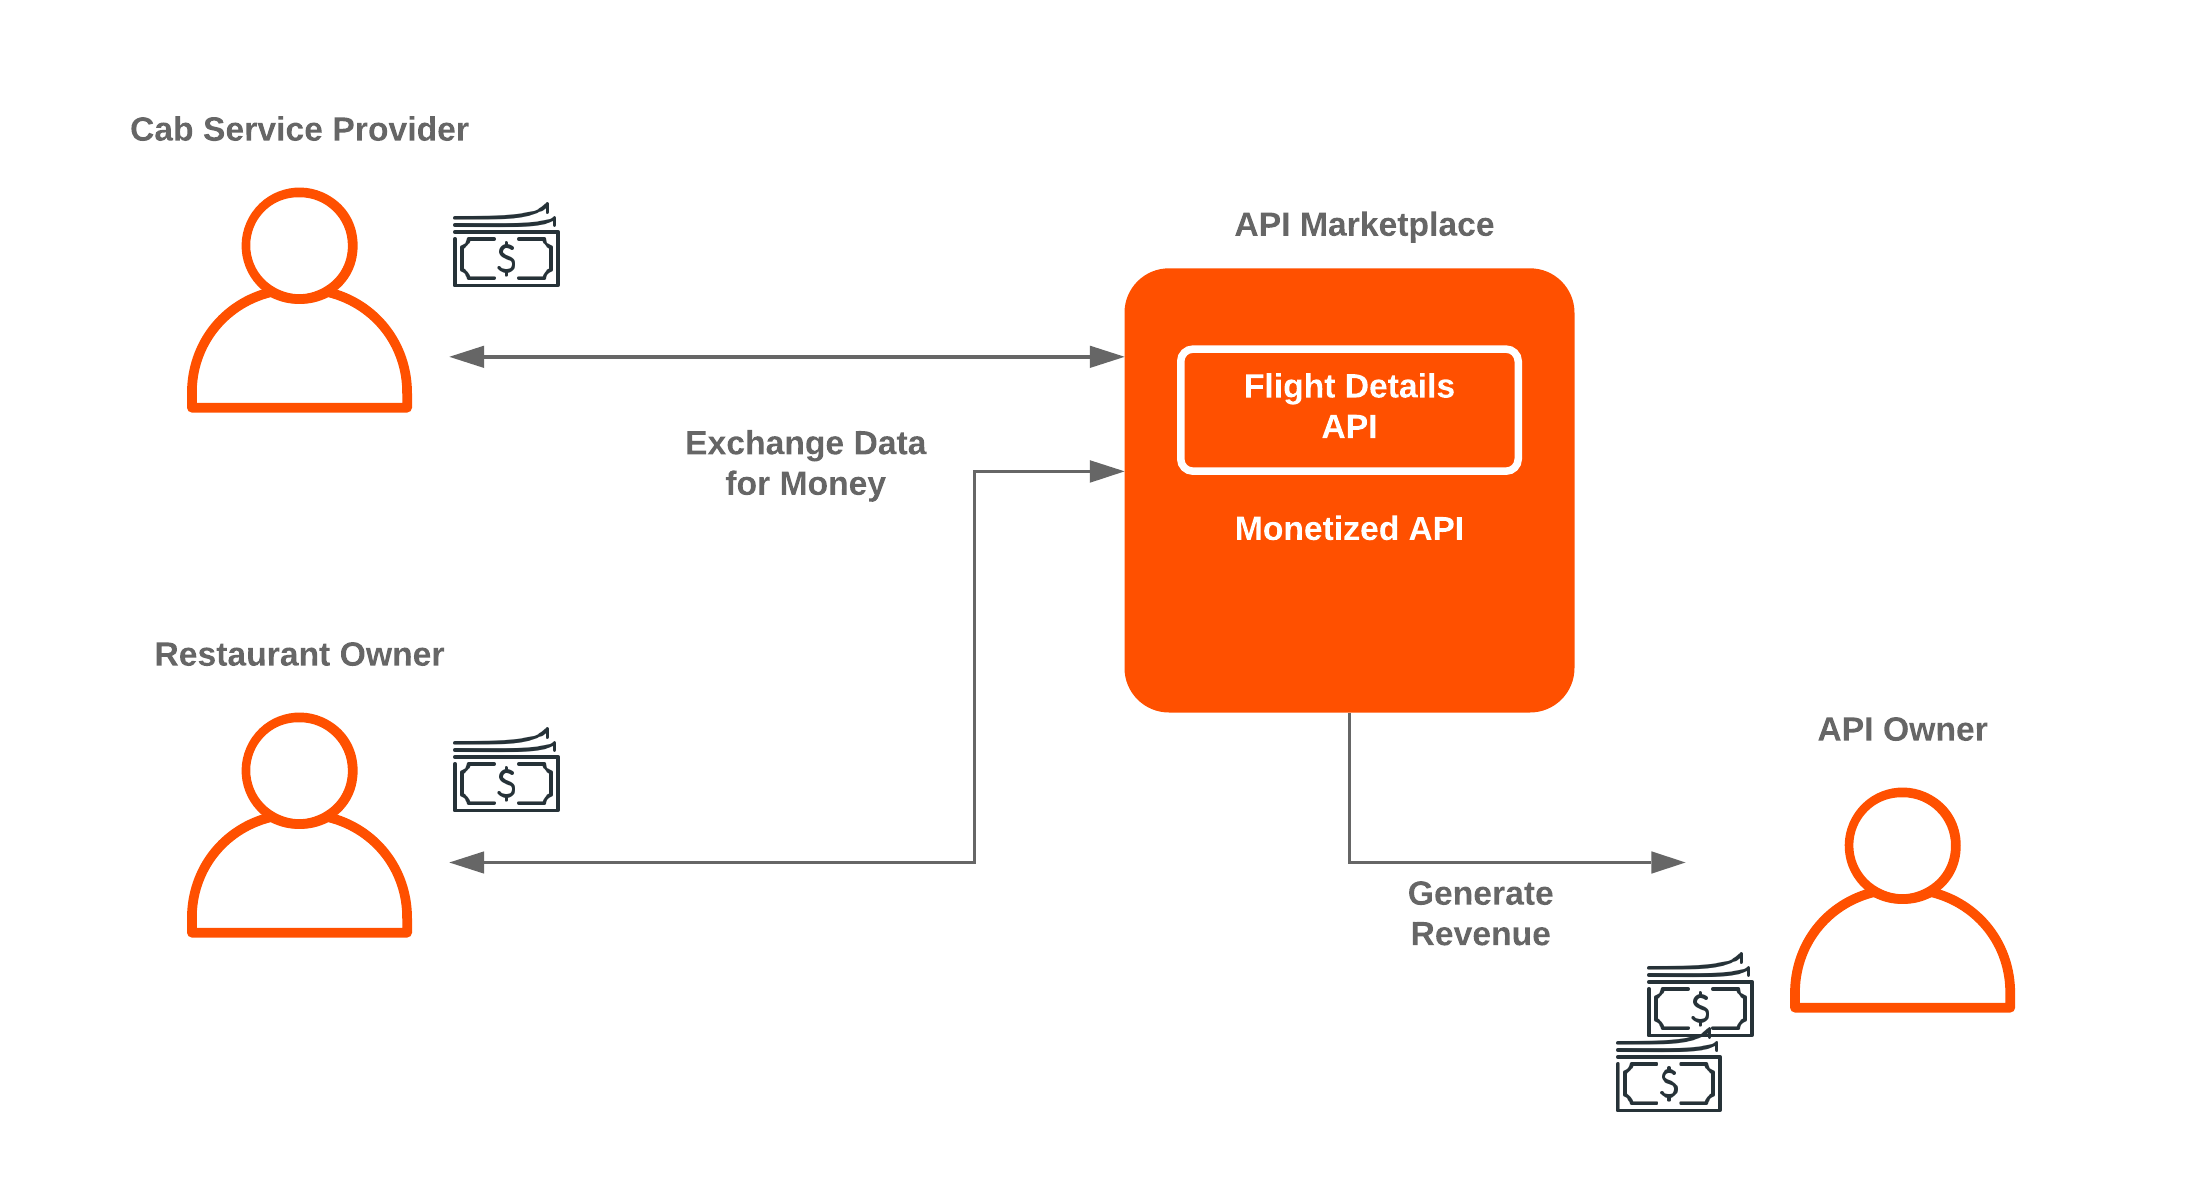 Cab Service Provider
API Marketplace
Flight Details
API
Exchange Data
for Money
Monetized API
Restaurant Owner
API Owner
Generate
Revenue
$
$
$
$